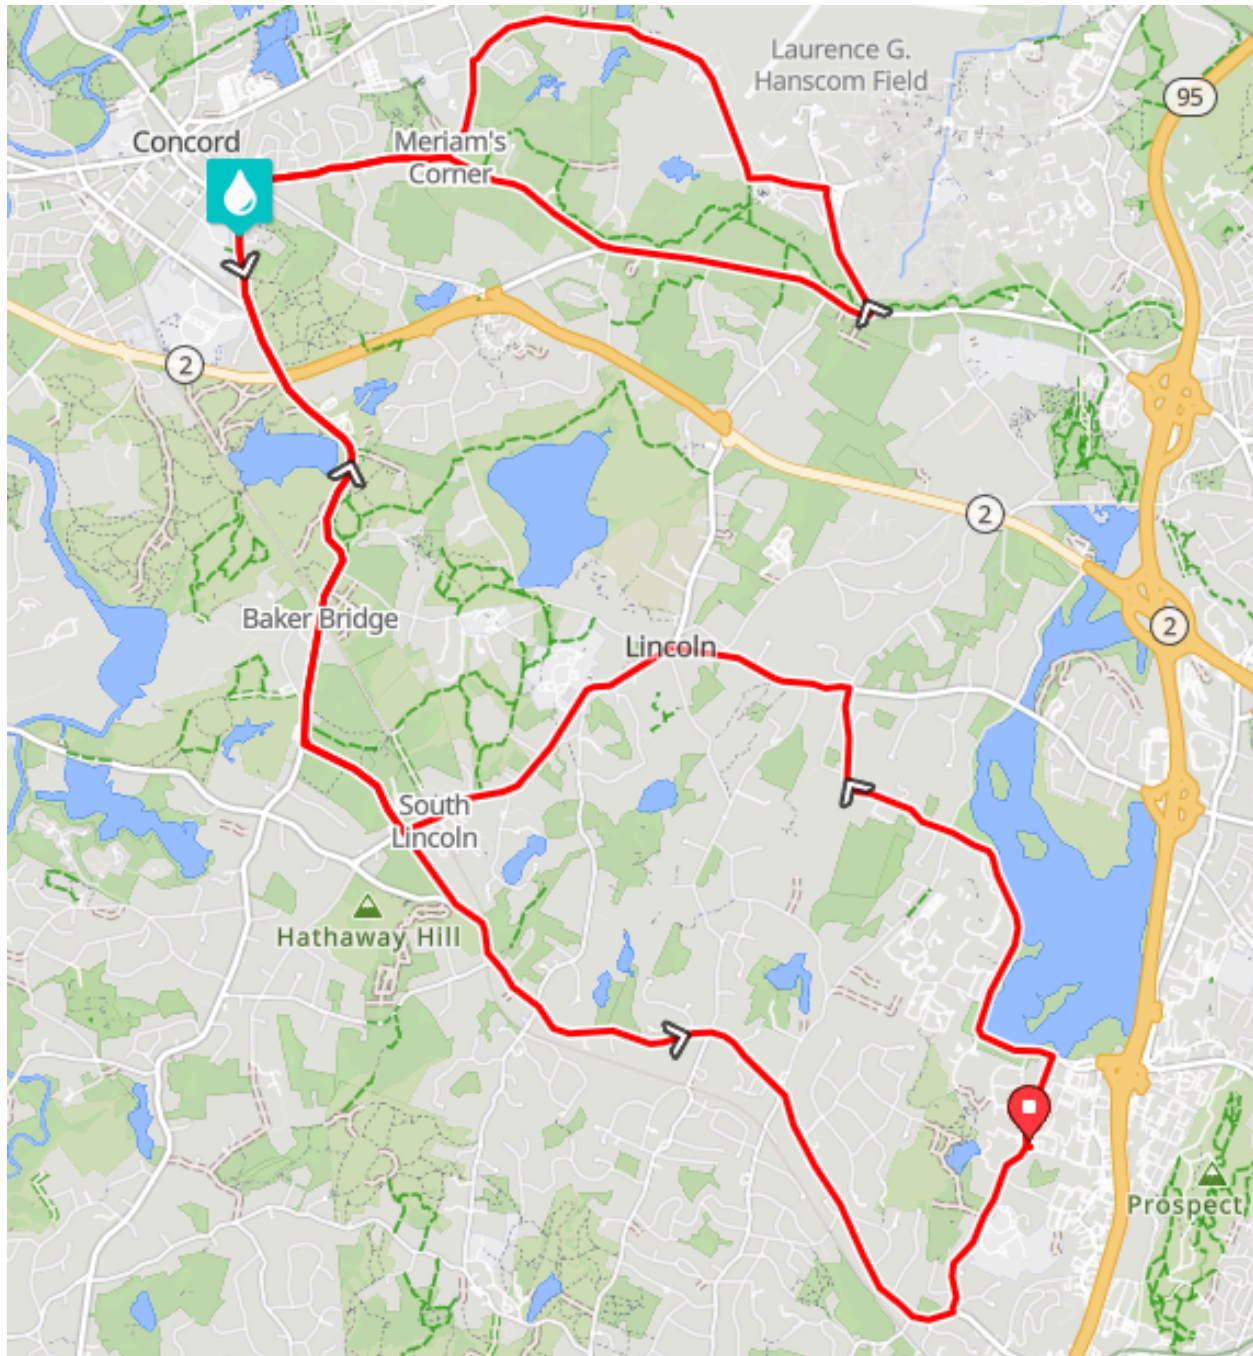 Laurence G.
Hanscom Field
95
Concord
Meriam's
Corner
2
2
Baker Bridge
2
Lincoln
South
Lincoln
Hathaway Hill
Prospect